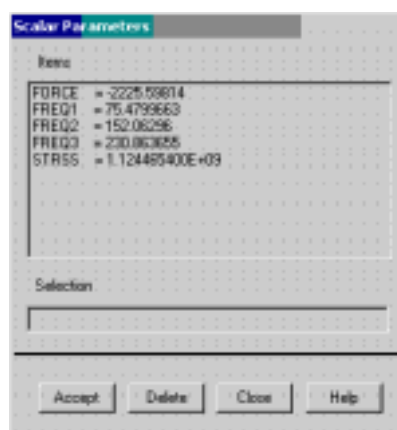 Scalar Parameters
Items
FORCE = -2225.59814
FREQ1 = 75.4799663
FREQ2 = 152.06296
FREQ3 = 230.863655
STRSS = 1.124465400E+09
Selection
Accept Delete Close Help